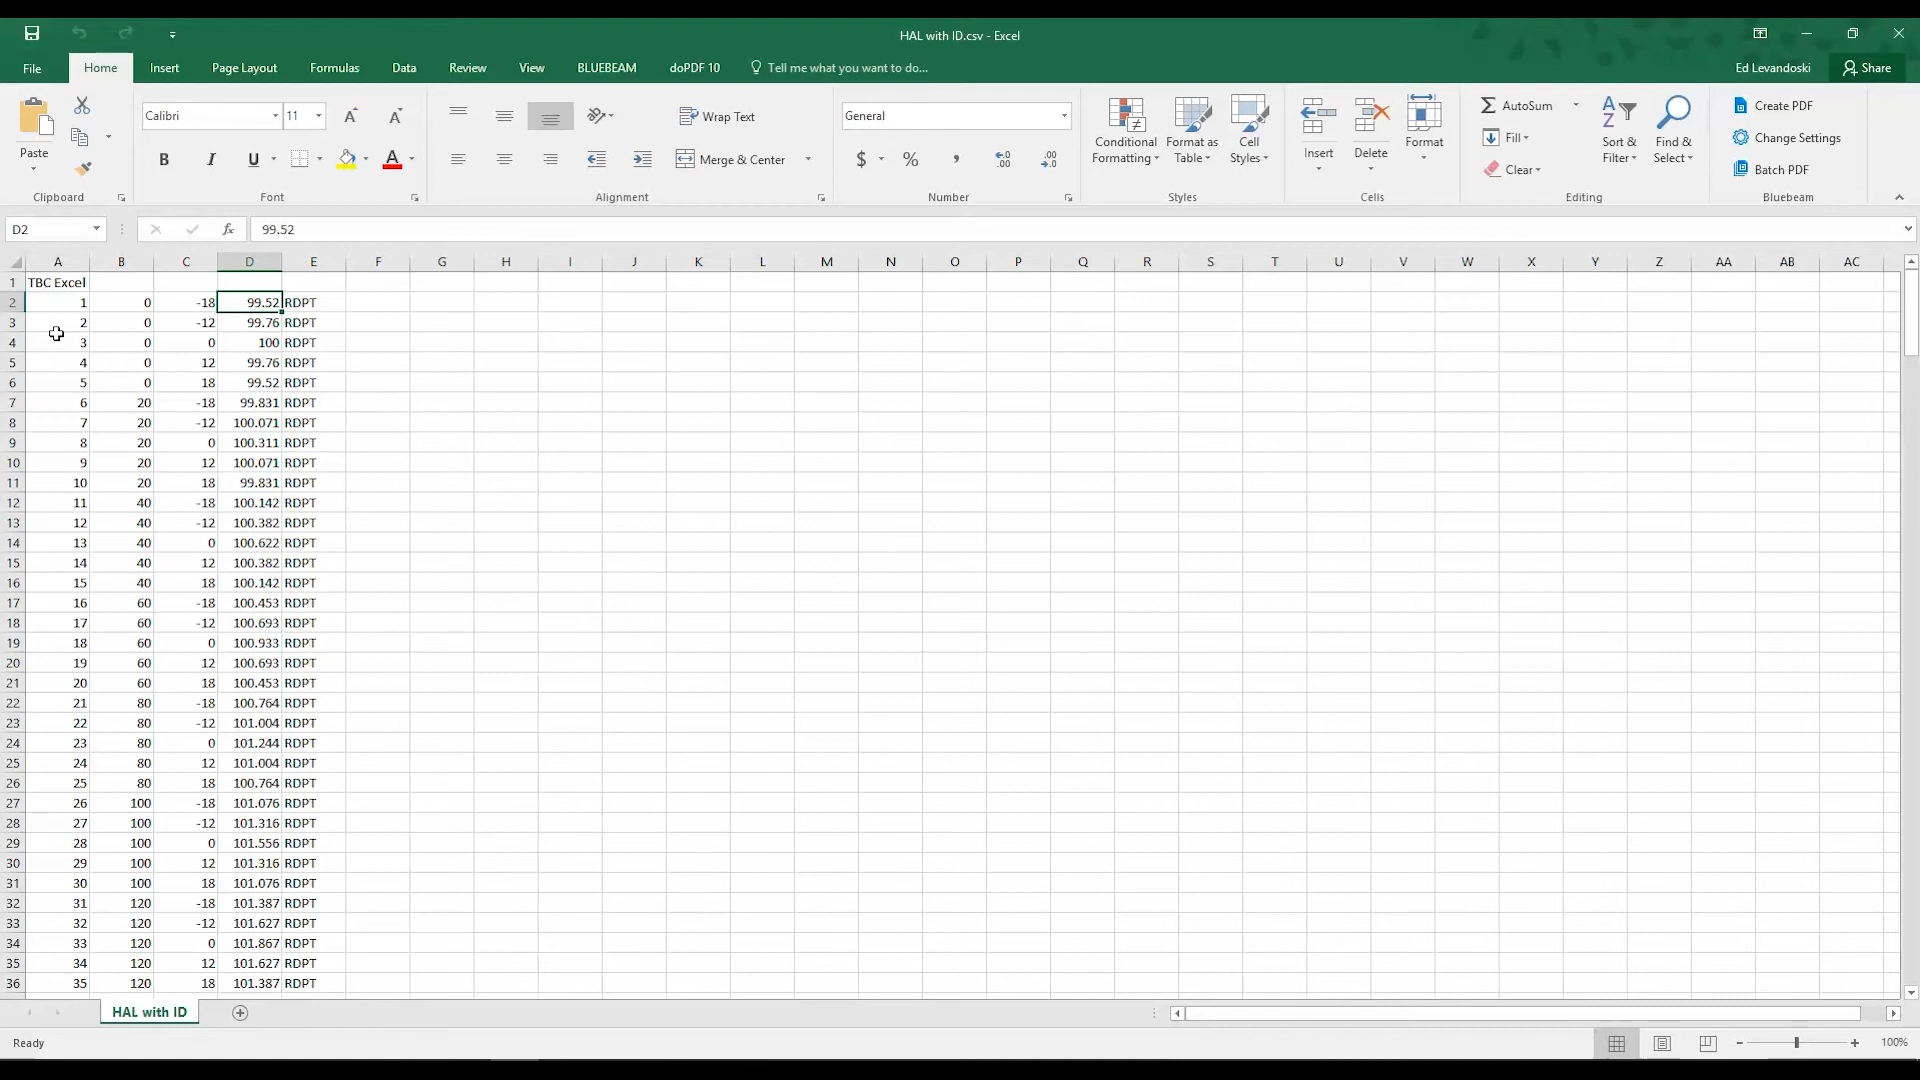 HAL with ID.csv - Excel
File Home Insert Page Layout Formulas Data Review View BLUEBEAM doPDF 10 Tell me what you want to do... Ed Levandoski Share
Calibri 11 Wrap Text General AutoSum Create PDF
Paste Conditional Formatting Format as Table Cell Styles Insert Delete Format Fill Sort & Filter Find & Select Change Settings
B I U Merge & Center $ % , Clear Batch PDF
Clipboard Font Alignment Number Styles Cells Editing Bluebeam
D2 fx 99.52
A B C D E F G H I J K L M N O P Q R S T U V W X Y Z AA AB AC
1 TBC Excel
2 1 0 -18 99.52 RDPT
3 2 0 -12 99.76 RDPT
4 3 0 0 100 RDPT
5 4 0 12 99.76 RDPT
6 5 0 18 99.52 RDPT
7 6 20 -18 99.831 RDPT
8 7 20 -12 100.071 RDPT
9 8 20 0 100.311 RDPT
10 9 20 12 100.071 RDPT
11 10 20 18 99.831 RDPT
12 11 40 -18 100.142 RDPT
13 12 40 -12 100.382 RDPT
14 13 40 0 100.622 RDPT
15 14 40 12 100.382 RDPT
16 15 40 18 100.142 RDPT
17 16 60 -18 100.453 RDPT
18 17 60 -12 100.693 RDPT
19 18 60 0 100.933 RDPT
20 19 60 12 100.693 RDPT
21 20 60 18 100.453 RDPT
22 21 80 -18 100.764 RDPT
23 22 80 -12 101.004 RDPT
24 23 80 0 101.244 RDPT
25 24 80 12 101.004 RDPT
26 25 80 18 100.764 RDPT
27 26 100 -18 101.076 RDPT
28 27 100 -12 101.316 RDPT
29 28 100 0 101.556 RDPT
30 29 100 12 101.316 RDPT
31 30 100 18 101.076 RDPT
32 31 120 -18 101.387 RDPT
33 32 120 -12 101.627 RDPT
34 33 120 0 101.867 RDPT
35 34 120 12 101.627 RDPT
36 35 120 18 101.387 RDPT
HAL with ID
Ready 100%